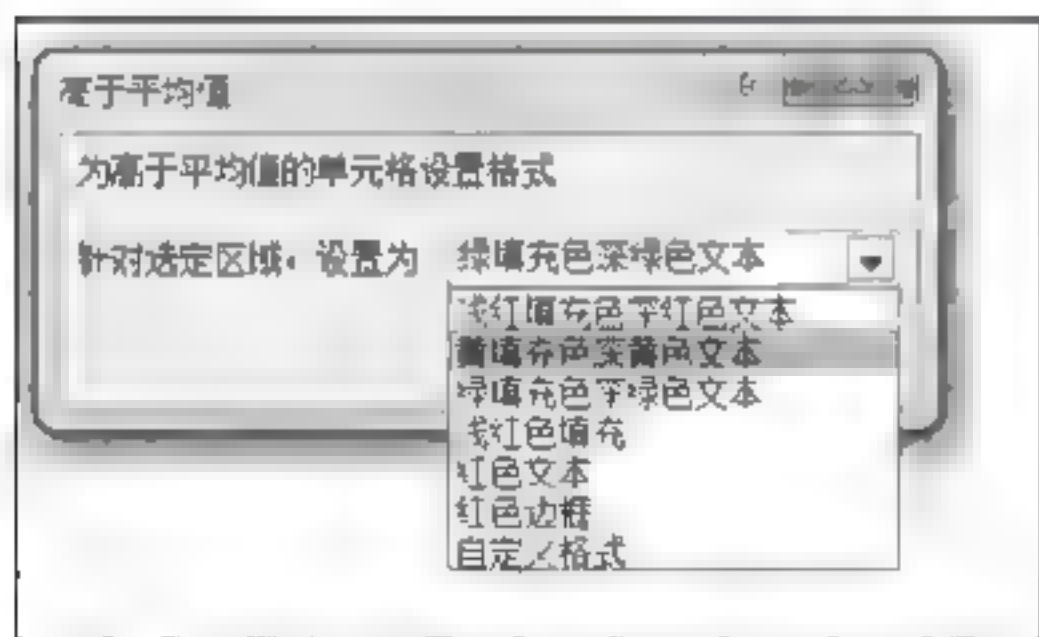 高于平均值
为高于平均值的单元格设置格式
针对选定区域，设置为 绿填充色深绿色文本
浅红填充色深红色文本
黄填充色深黄色文本
绿填充色深绿色文本
浅红色填充
红色文本
红色边框
自定义格式